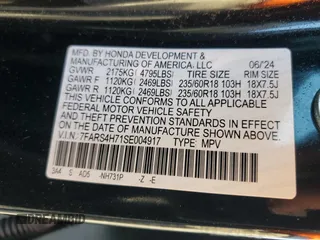 MFD. BY HONDA DEVELOPMENT &
MANUFACTURING OF AMERICA, LLC 06/'24
GVWR 2175KG( 4795LBS) TIRE SIZE RIM SIZE
GAWR F 1120KG( 2469LBS) 235/60R18 103H 18X7.5J
GAWR R 1120KG( 2469LBS) 235/60R18 103H 18X7.5J
THIS VEHICLE CONFORMS TO ALL APPLICABLE
FEDERAL MOTOR VEHICLE SAFETY
AND THEFT PREVENTION STANDARDS IN EFFECT
ON THE DATE OF MANUFACTURE SHOWN ABOVE.
V.I.N.: 7FARS4H71SE004917 TYPE: MPV
3A4 S AD5 -NH731P -Z -E